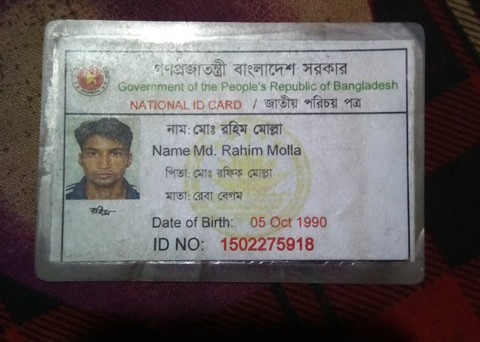 গণপ্রজাতন্ত্রী বাংলাদেশ সরকার
Government of the People's Republic of Bangladesh
NATIONAL ID CARD / জাতীয় পরিচয় পত্র
নাম: মোঃ রহিম মোল্লা
Name Md. Rahim Molla
পিতা: মোঃ রফিক মোল্লা
মাতা: রেবা বেগম
রহিম
Date of Birth: 05 Oct 1990
ID NO: 1502275918